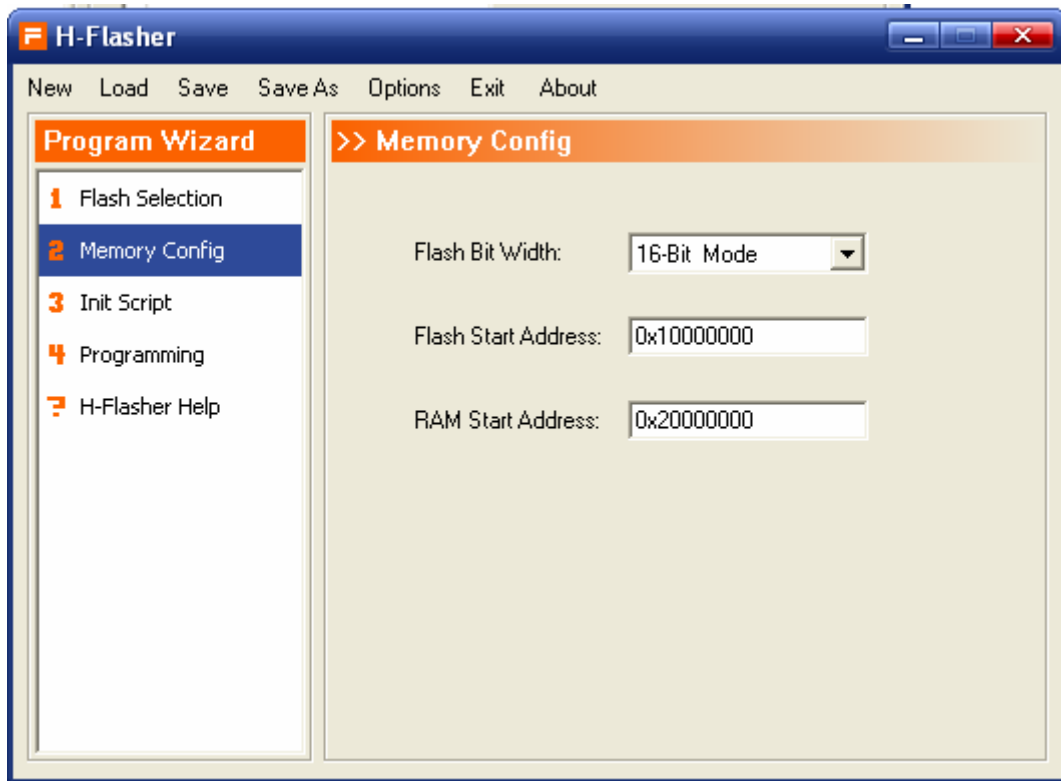 H-Flasher
New Load Save Save As Options Exit About
Program Wizard
1 Flash Selection
2 Memory Config
3 Init Script
4 Programming
? H-Flasher Help
>> Memory Config
Flash Bit Width: 16-Bit Mode
Flash Start Address: 0x10000000
RAM Start Address: 0x20000000